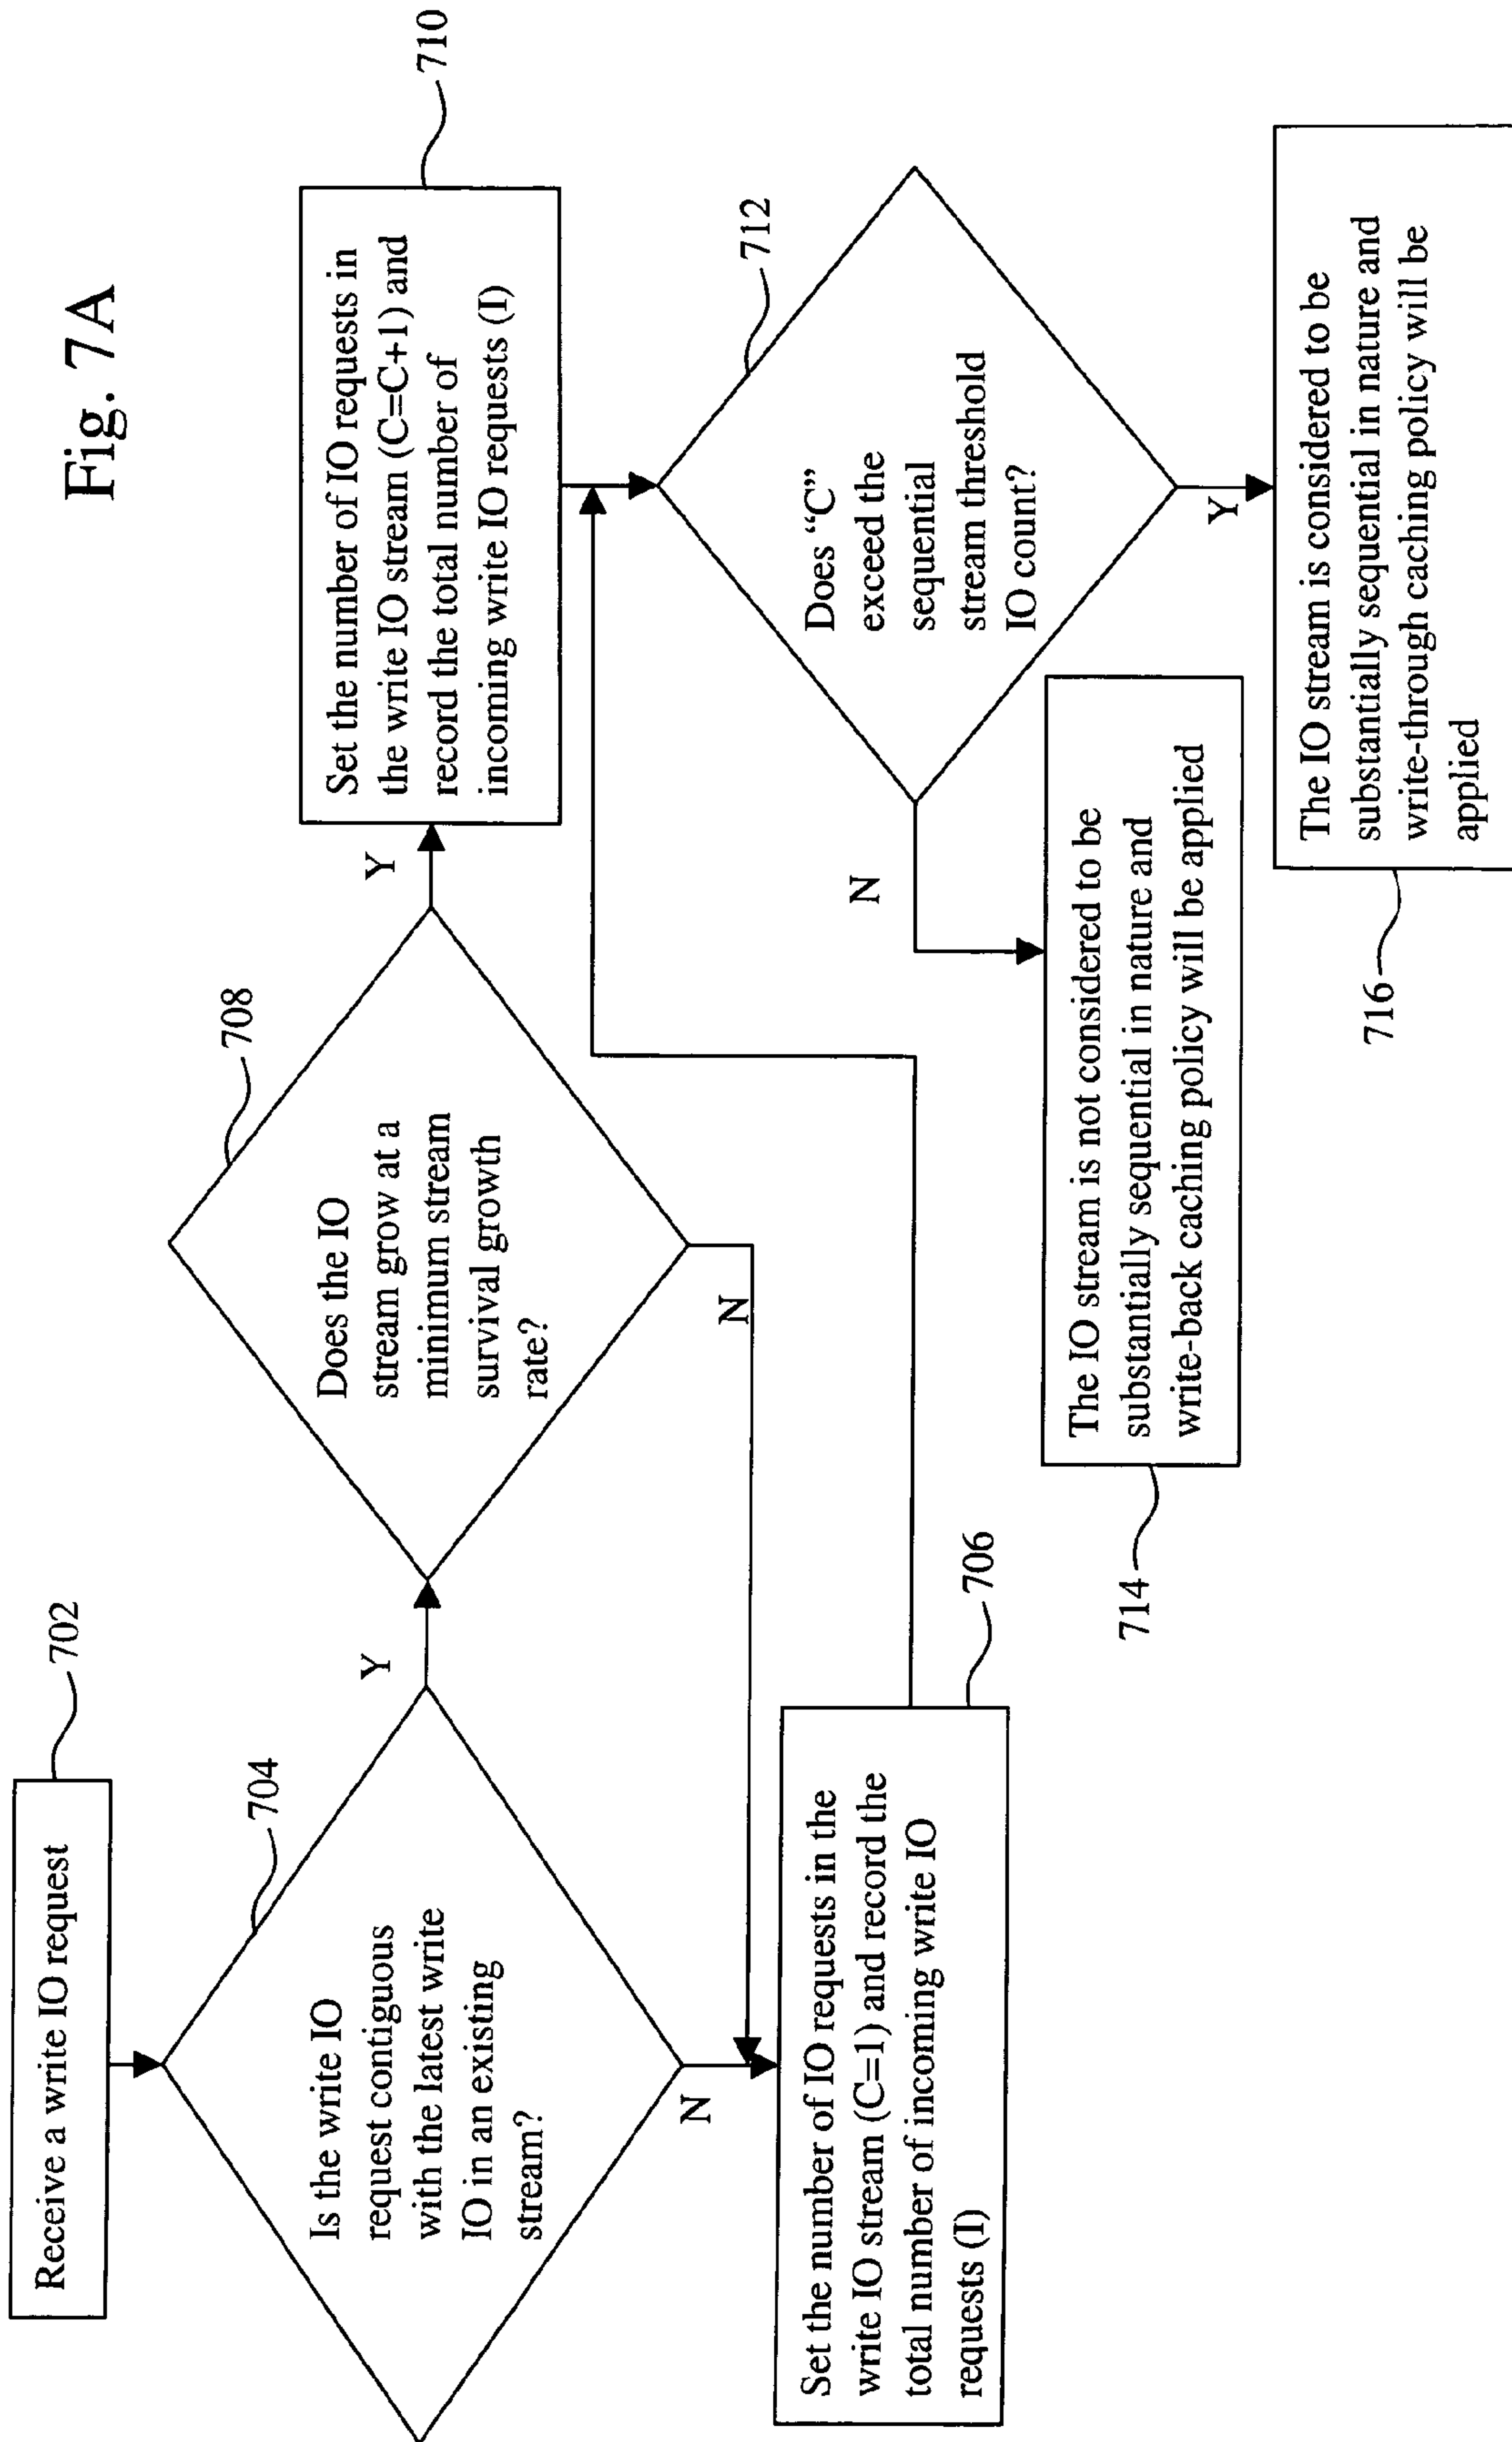 Fig. 7A
Receive a write IO request
702
704
Is the write IO
request contiguous
with the latest write
IO in an existing
stream?
Y
N
708
Does the IO
stream grow at a
minimum stream
survival growth
rate?
Y
N
710
Set the number of IO requests in
the write IO stream (C=C+1) and
record the total number of
incoming write IO requests (I)
Set the number of IO requests in the
write IO stream (C=1) and record the
total number of incoming write IO
requests (I)
706
712
Does “C”
exceed the
sequential
stream threshold
IO count?
N
Y
The IO stream is not considered to be
substantially sequential in nature and
write-back caching policy will be applied
714
The IO stream is considered to be
substantially sequential in nature and
write-through caching policy will be
applied
716